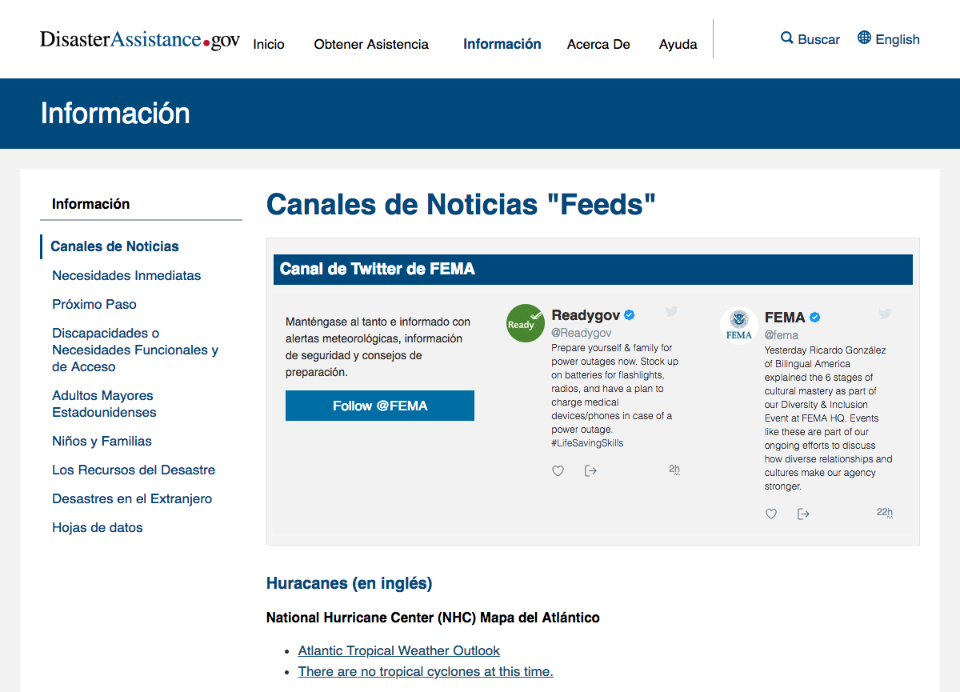 DisasterAssistance.gov
Inicio
Obtener Asistencia
Información
Acerca De
Ayuda
Buscar
English
Información
Información
Canales de Noticias
Necesidades Inmediatas
Próximo Paso
Discapacidades o
Necesidades Funcionales y
de Acceso
Adultos Mayores
Estadounidenses
Niños y Familias
Los Recursos del Desastre
Desastres en el Extranjero
Hojas de datos
Canales de Noticias "Feeds"
Canal de Twitter de FEMA
Manténgase al tanto e informado con
alertas meteorológicas, información
de seguridad y consejos de
preparación.
Follow @FEMA
Ready
Readygov
@Readygov
Prepare yourself & family for
power outages now. Stock up
on batteries for flashlights,
radios, and have a plan to
charge medical
devices/phones in case of a
power outage.
#LifeSavingSkills
2h
FEMA
FEMA
@fema
Yesterday Ricardo González
of Bilingual America
explained the 6 stages of
cultural mastery as part of
our Diversity & Inclusion
Event at FEMA HQ. Events
like these are part of our
ongoing efforts to discuss
how diverse relationships and
cultures make our agency
stronger.
22h
Huracanes (en inglés)
National Hurricane Center (NHC) Mapa del Atlántico
Atlantic Tropical Weather Outlook
There are no tropical cyclones at this time.